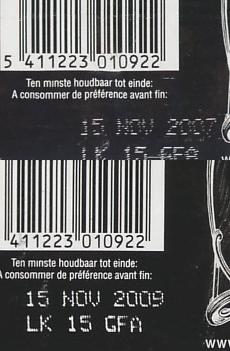 5 411223 010922
Ten minste houdbaar tot einde:
A consommer de préférence avant fin:
15 NOV 2007
LK 15 GFA
411223 010922
Ten minste houdbaar tot einde:
A consommer de préférence avant fin:
15 NOV 2009
LK 15 GFA
www